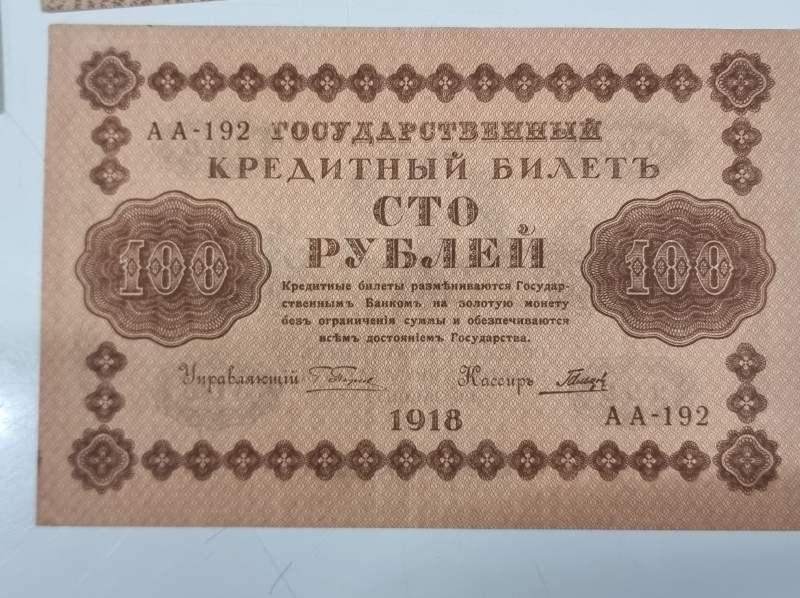 АА-192 ГОСУДАРСТВЕННЫЙ
КРЕДИТНЫЙ БИЛЕТЪ
СТО
РУБЛЕЙ
100
100
Кредитные билеты размѣниваются Государ-
ственнымъ Банкомъ на золотую монету
безъ ограниченія суммы и обезпечиваются
всѣмъ достояніемъ Государства.
Управляющій
Кассиръ
1918
АА-192